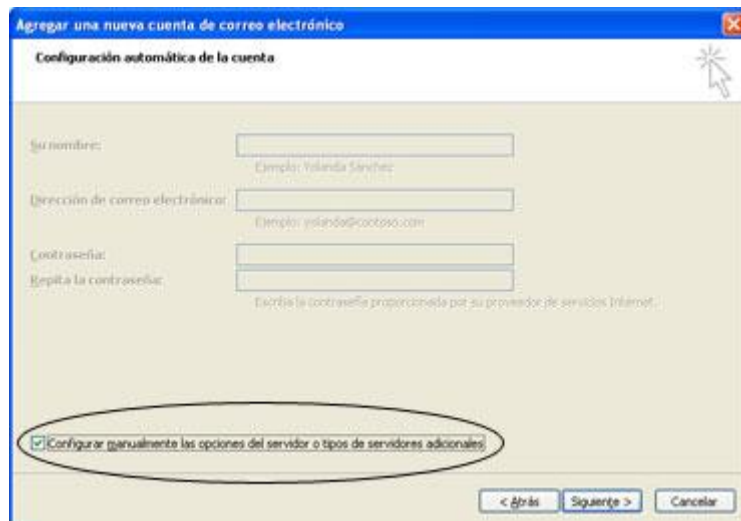 Agregar una nueva cuenta de correo electrónico
Configuración automática de la cuenta
Su nombre:
Ejemplo: Yolanda Sánchez
Dirección de correo electrónico:
Ejemplo: yolanda@contoso.com
Contraseña:
Repita la contraseña:
Escriba la contraseña proporcionada por su proveedor de servicios Internet.
Configurar manualmente las opciones del servidor o tipos de servidores adicionales
< Atrás Siguiente > Cancelar